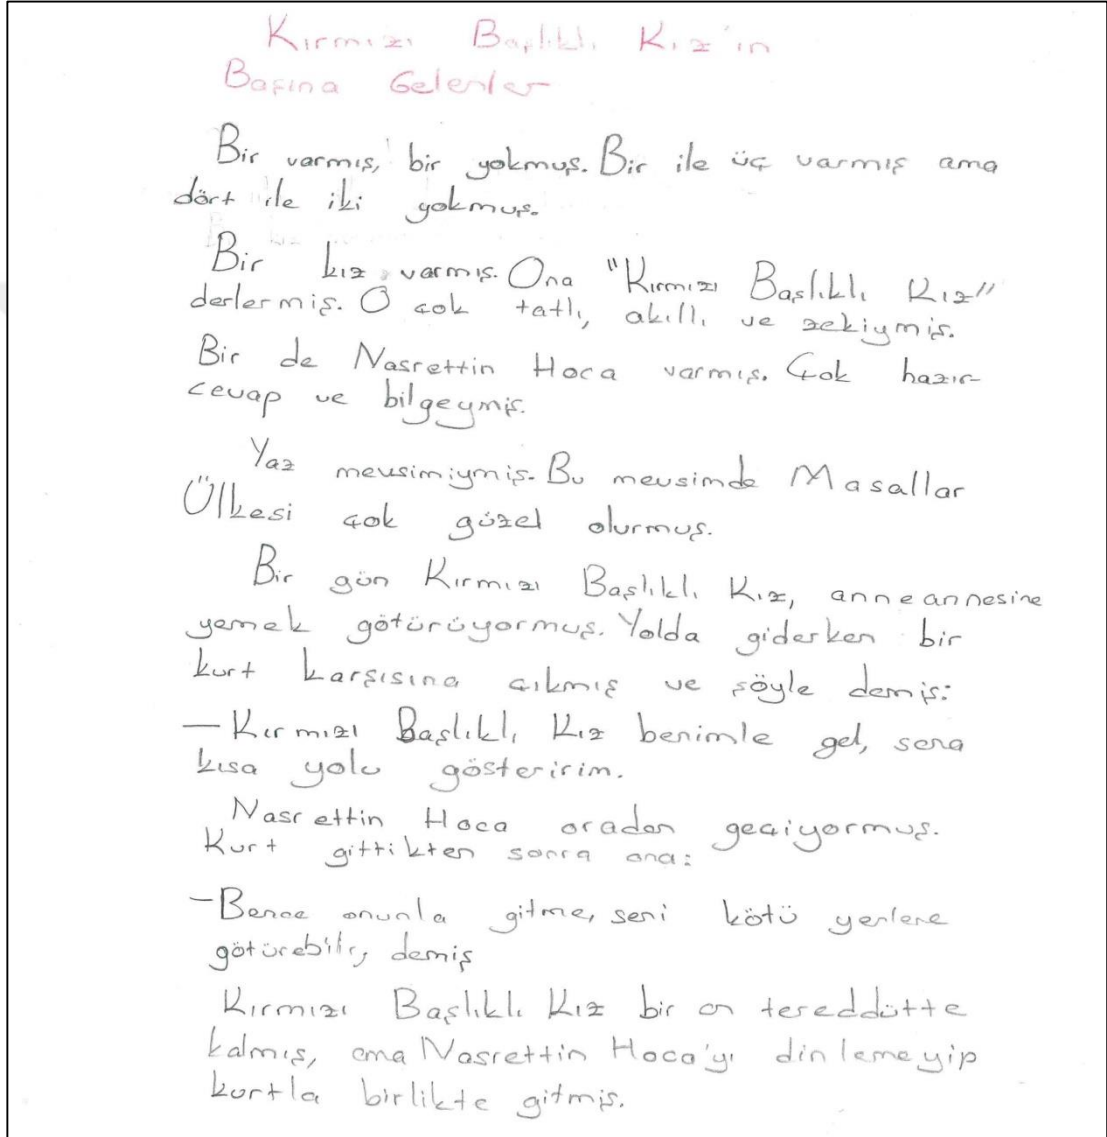 Kırmızı Başlıklı Kız'ın
Başına Gelenler
Bir varmış, bir yokmuş. Bir ile üç varmış ama
dört ile iki yokmuş.
Bir kız varmış. Ona "Kırmızı Başlıklı Kız"
derlermiş. O çok tatlı, akıllı ve zekiymiş.
Bir de Nasrettin Hoca varmış. Çok hazır-
cevap ve bilgeymiş.
Yaz mevsimiymiş. Bu mevsimde Masallar
Ülkesi çok güzel olurmuş.
Bir gün Kırmızı Başlıklı Kız, anneannesine
yemek götürüyormuş. Yolda giderken bir
kurt karşısına çıkmış ve şöyle demiş:
— Kırmızı Başlıklı Kız benimle gel, sana
kısa yolu gösteririm.
Nasrettin Hoca oradan geçiyormuş.
Kurt gittikten sonra ona:
- Bence onunla gitme, seni kötü yerlere
götürebilir, demiş
Kırmızı Başlıklı Kız bir an tereddütte
kalmış, ama Nasrettin Hoca'yı dinlemeyip
kurtla birlikte gitmiş.